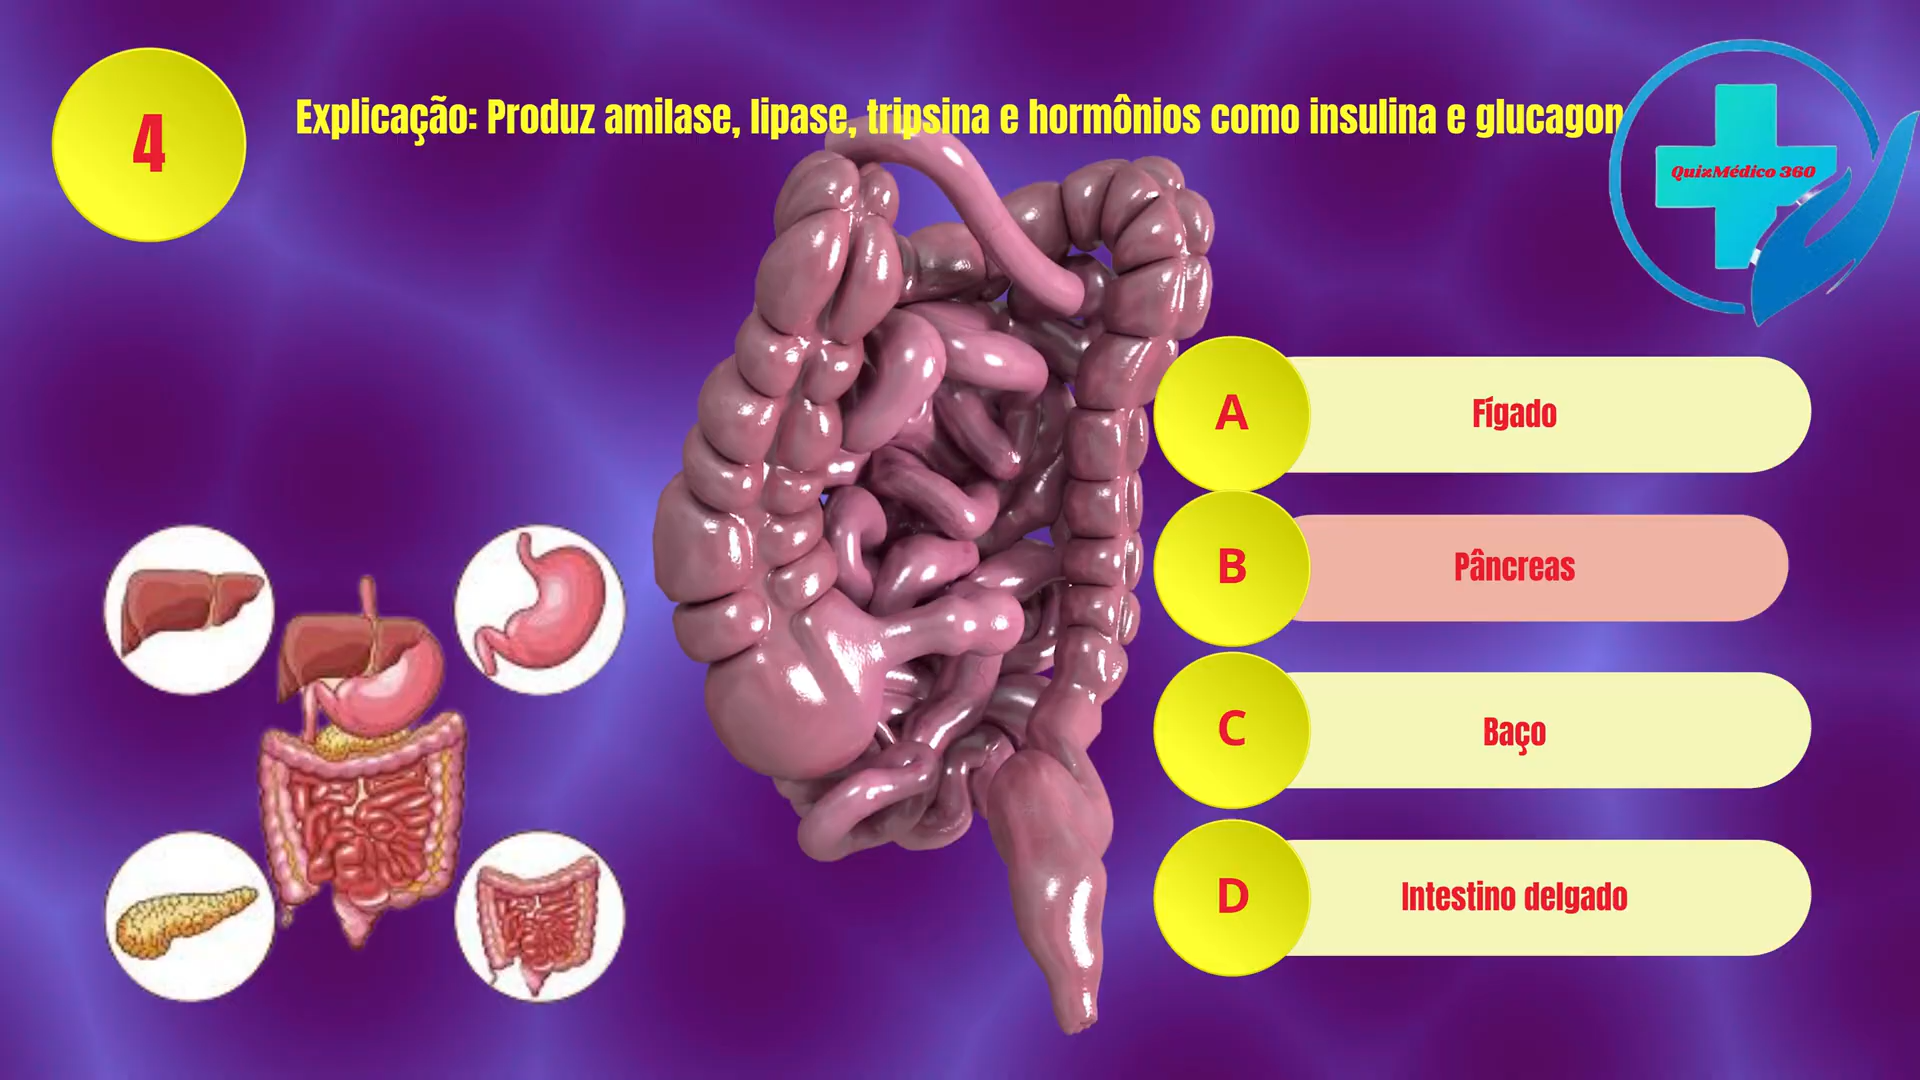 4
Explicação: Produz amilase, lipase, tripsina e hormônios como insulina e glucagon
QuizMédico 360
A
Fígado
B
Pâncreas
C
Baço
D
Intestino delgado